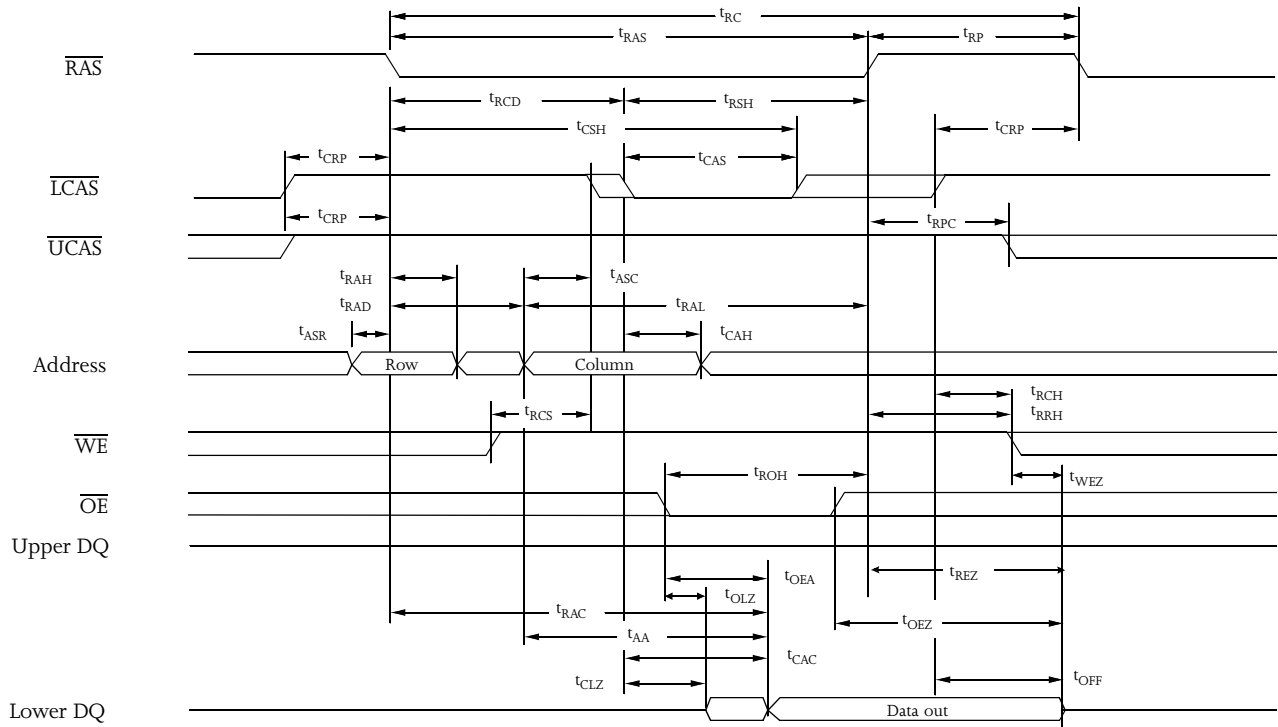 tRC
tRAS tRP
RAS
tRCD tRSH
tCSH
tCRP
tCRP tCAS
LCAS
tCRP tRPC
UCAS
tRAH tASC
tRAD tRAL
tASR tCAH
Address Row Column
tRCH
tRCS tRRH
WE
tROH tWEZ
OE
Upper DQ
tOEA tREZ
tOLZ
tRAC tOEZ
tAA
tCAC
tCLZ tOFF
Lower DQ Data out